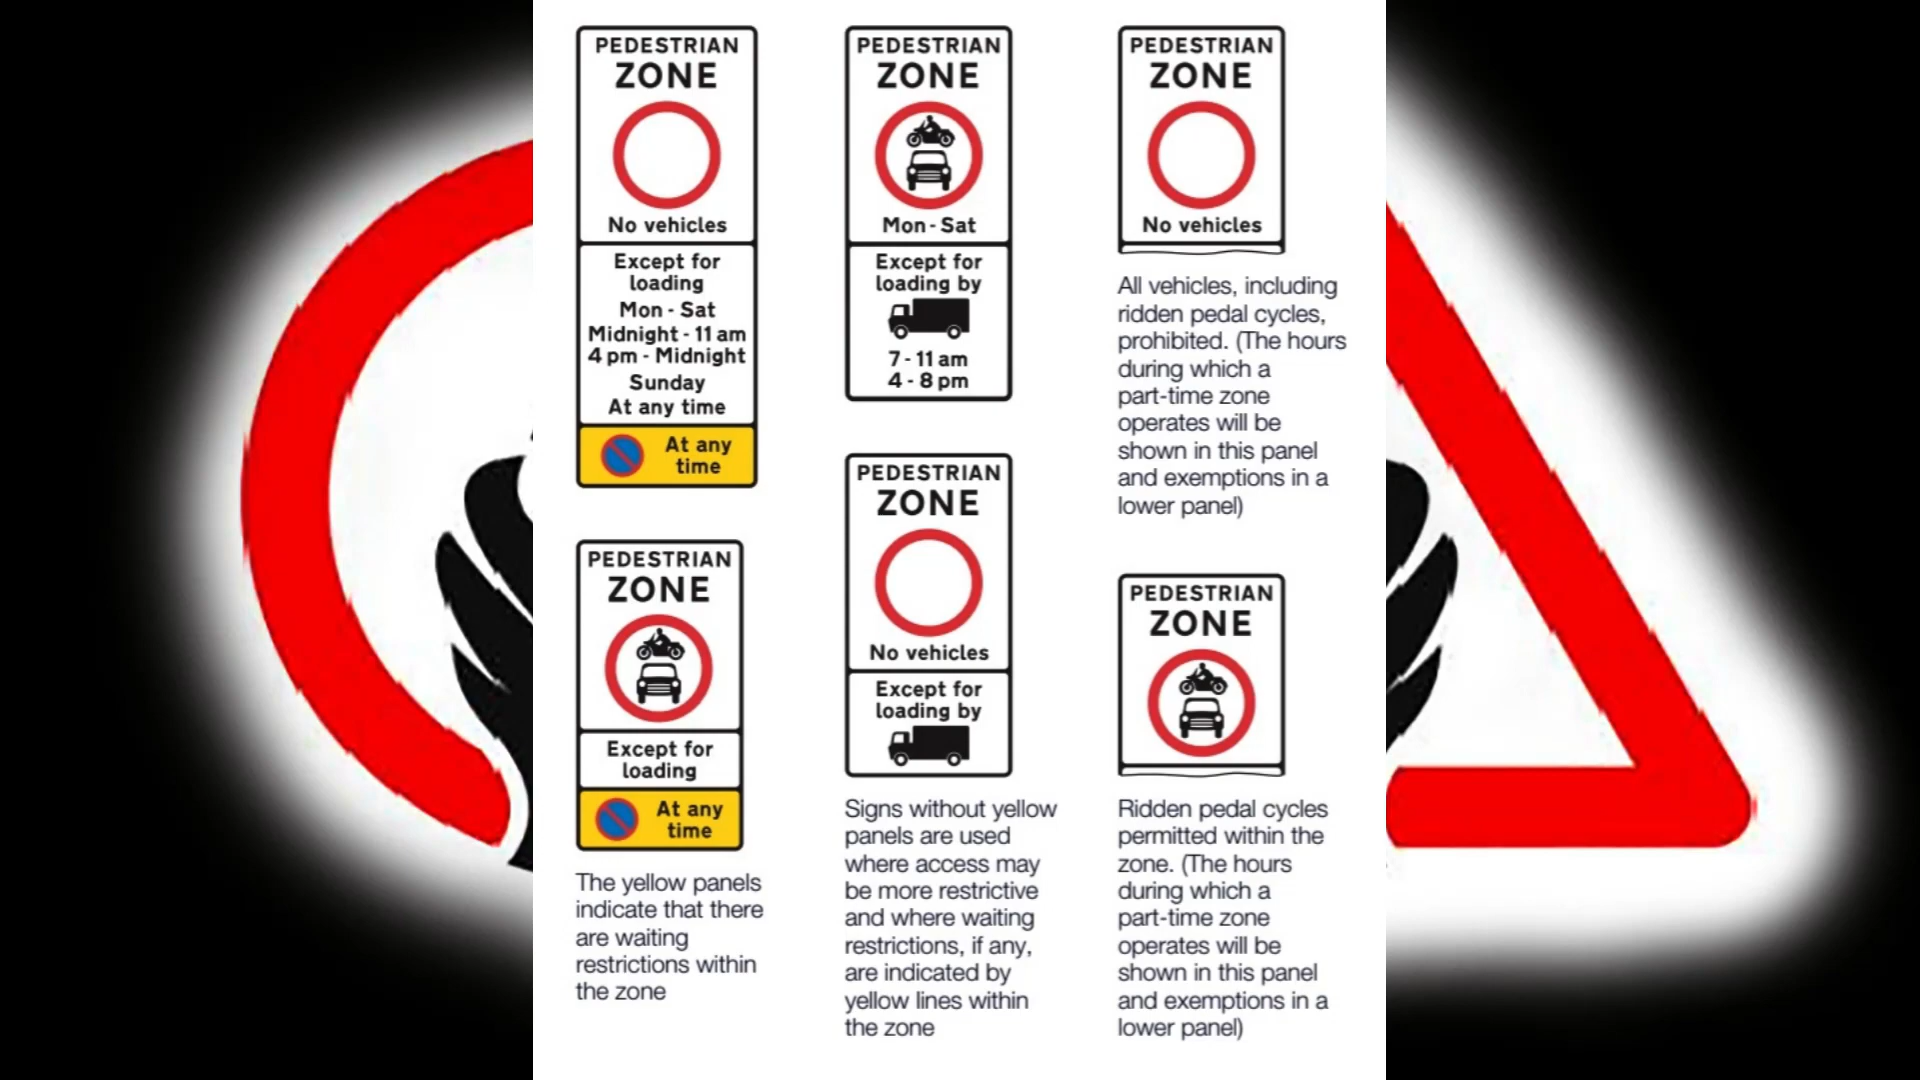 PEDESTRIAN
ZONE
No vehicles
Except for
loading
Mon - Sat
Midnight - 11 am
4 pm - Midnight
Sunday
At any time
At any
time
PEDESTRIAN
ZONE
Except for
loading
At any
time
The yellow panels
indicate that there
are waiting
restrictions within
the zone
PEDESTRIAN
ZONE
Mon - Sat
Except for
loading by
7 - 11 am
4 - 8 pm
PEDESTRIAN
ZONE
No vehicles
Except for
loading by
Signs without yellow
panels are used
where access may
be more restrictive
and where waiting
restrictions, if any,
are indicated by
yellow lines within
the zone
PEDESTRIAN
ZONE
No vehicles
All vehicles, including
ridden pedal cycles,
prohibited. (The hours
during which a
part-time zone
operates will be
shown in this panel
and exemptions in a
lower panel)
PEDESTRIAN
ZONE
Ridden pedal cycles
permitted within the
zone. (The hours
during which a
part-time zone
operates will be
shown in this panel
and exemptions in a
lower panel)